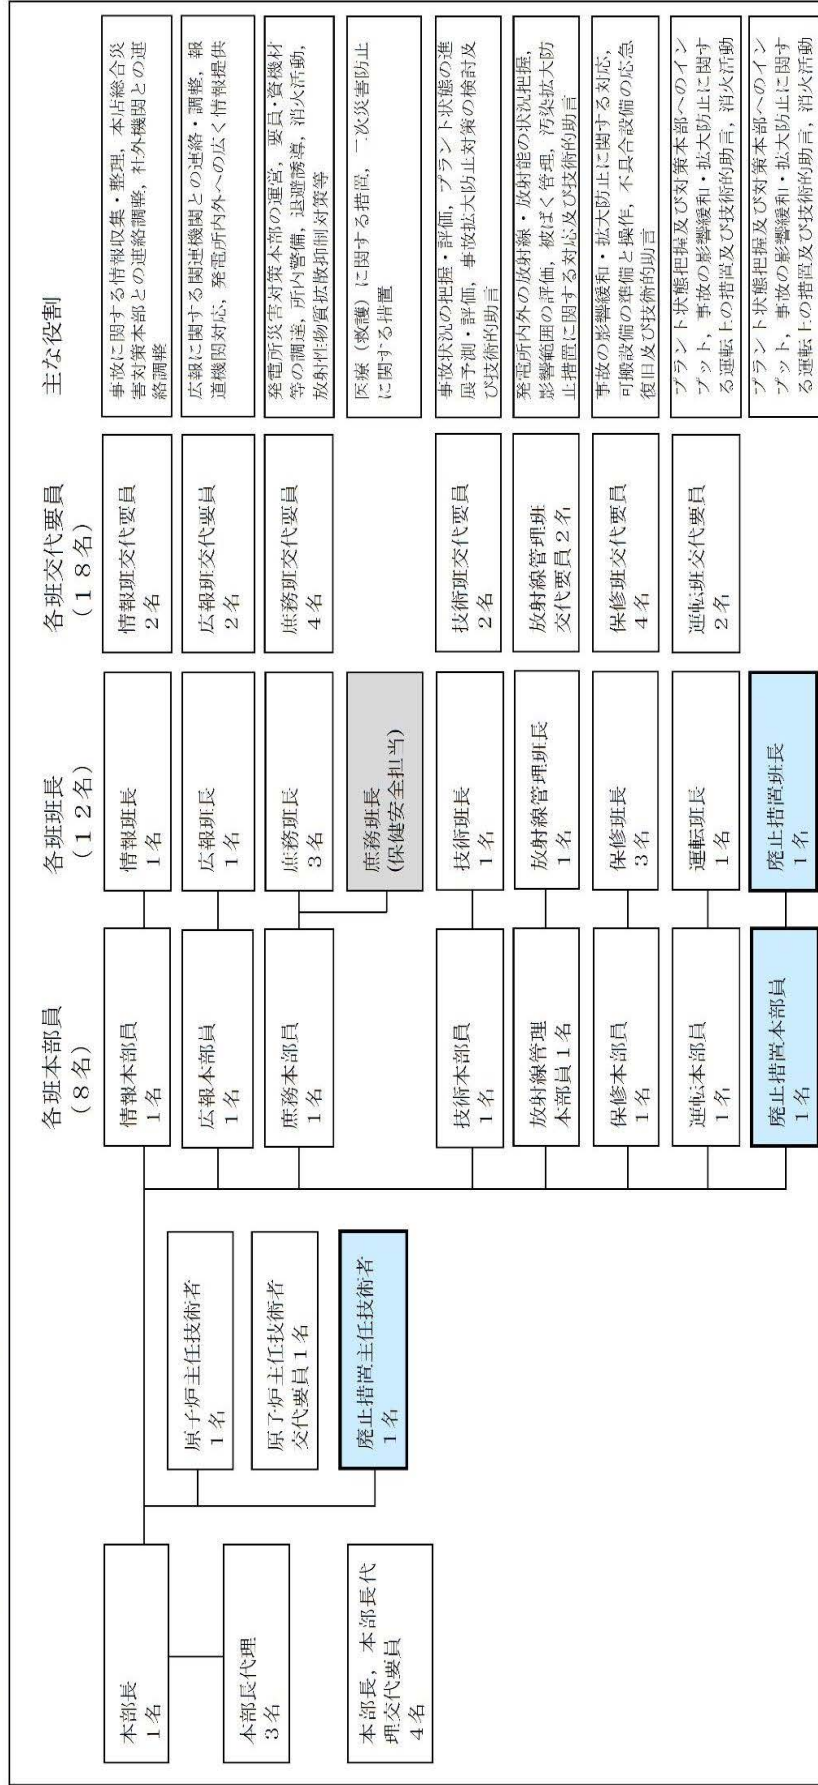 本部長
１名
本部長代理
３名
本部長，本部長代
理交代要員
４名
原子炉主任技術者
１名
原子炉主任技術者
交代要員１名
廃止措置主任技術者
１名
各班本部員
（８名）
情報本部員
１名
広報本部員
１名
庶務本部員
１名
技術本部員
１名
放射線管理
本部員１名
保修本部員
１名
運転本部員
１名
廃止措置本部員
１名
各班班長
（１２名）
情報班長
１名
広報班長
１名
庶務班長
３名
庶務班長
(保健安全担当)
技術班長
１名
放射線管理班長
１名
保修班長
３名
運転班長
１名
廃止措置班長
１名
各班交代要員
（１８名）
情報班交代要員
２名
広報班交代要員
２名
庶務班交代要員
４名
技術班交代要員
２名
放射線管理班
交代要員２名
保修班交代要員
４名
運転班交代要員
２名
主な役割
事故に関する情報収集・整理，本店総合災
害対策本部との連絡調整，社外機関との連
絡調整
広報に関する関連機関との連絡・調整，報
道機関対応，発電所内外への広く情報提供
発電所災害対策本部の運営，要員・資機材
等の調達，所内警備，退避誘導，消火活動，
放射性物質拡散抑制対策等
医療（救護）に関する措置，二次災害防止
に関する措置
事故状況の把握・評価，プラント状態の進
展予測・評価，事故拡大防止対策の検討及
び技術的助言
発電所内外の放射線・放射能の状況把握，
影響範囲の評価，被ばく管理，汚染拡大防
止措置に関する対応及び技術的助言
事故の影響緩和・拡大防止に関する対応，
可搬設備の準備と操作，不具合設備の応急
復旧及び技術的助言
プラント状態把握及び対策本部へのイン
プット，事故の影響緩和・拡大防止に関す
る運転上の措置及び技術的助言，消火活動
プラント状態把握及び対策本部へのイン
プット，事故の影響緩和・拡大防止に関す
る運転上の措置及び技術的助言，消火活動